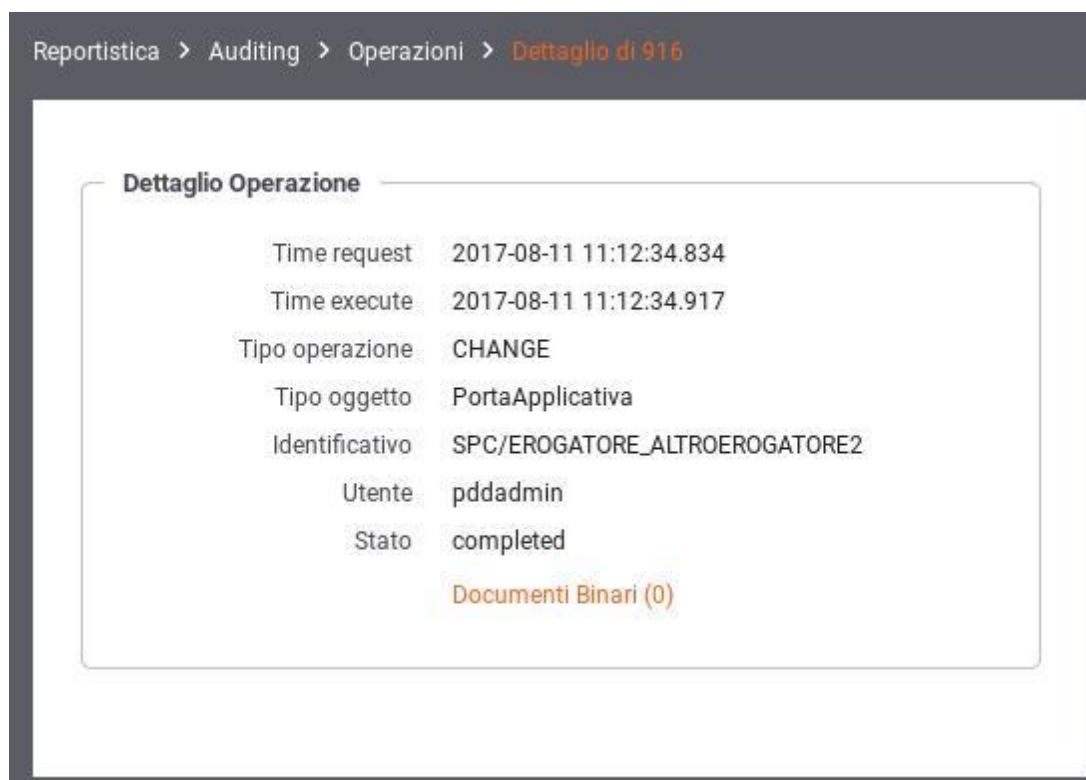 Reportistica > Auditing > Operazioni > Dettaglio di 916
Dettaglio Operazione
Time request 2017-08-11 11:12:34.834
Time execute 2017-08-11 11:12:34.917
Tipo operazione CHANGE
Tipo oggetto PortaApplicativa
Identificativo SPC/EROGATORE_ALTROEROGATORE2
Utente pddadmin
Stato completed
Documenti Binari (0)